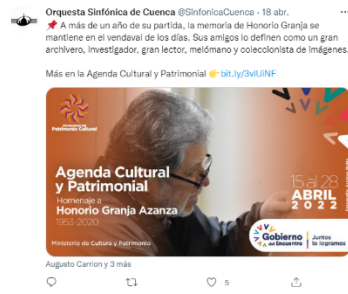 Orquesta Sinfónica de Cuenca @SinfonicaCuenca · 18 abr.
📌 A más de un año de su partida, la memoria de Honorio Granja se
mantiene en el vendaval de los días. Sus amigos lo definen como un gran
archivero, investigador, gran lector, melómano y coleccionista de imágenes.
Más en la Agenda Cultural y Patrimonial 👉bit.ly/3vlUiNF
Patrimonio Cultural
Agenda Cultural
y Patrimonial
Homenaje a
Honorio Granja Azanza
1953-2020
15 al 28
ABRIL
2022
Ministerio de Cultura y Patrimonio
Gobierno
del Encuentro
Juntos
lo logramos
Augusto Carrion y 3 más
5